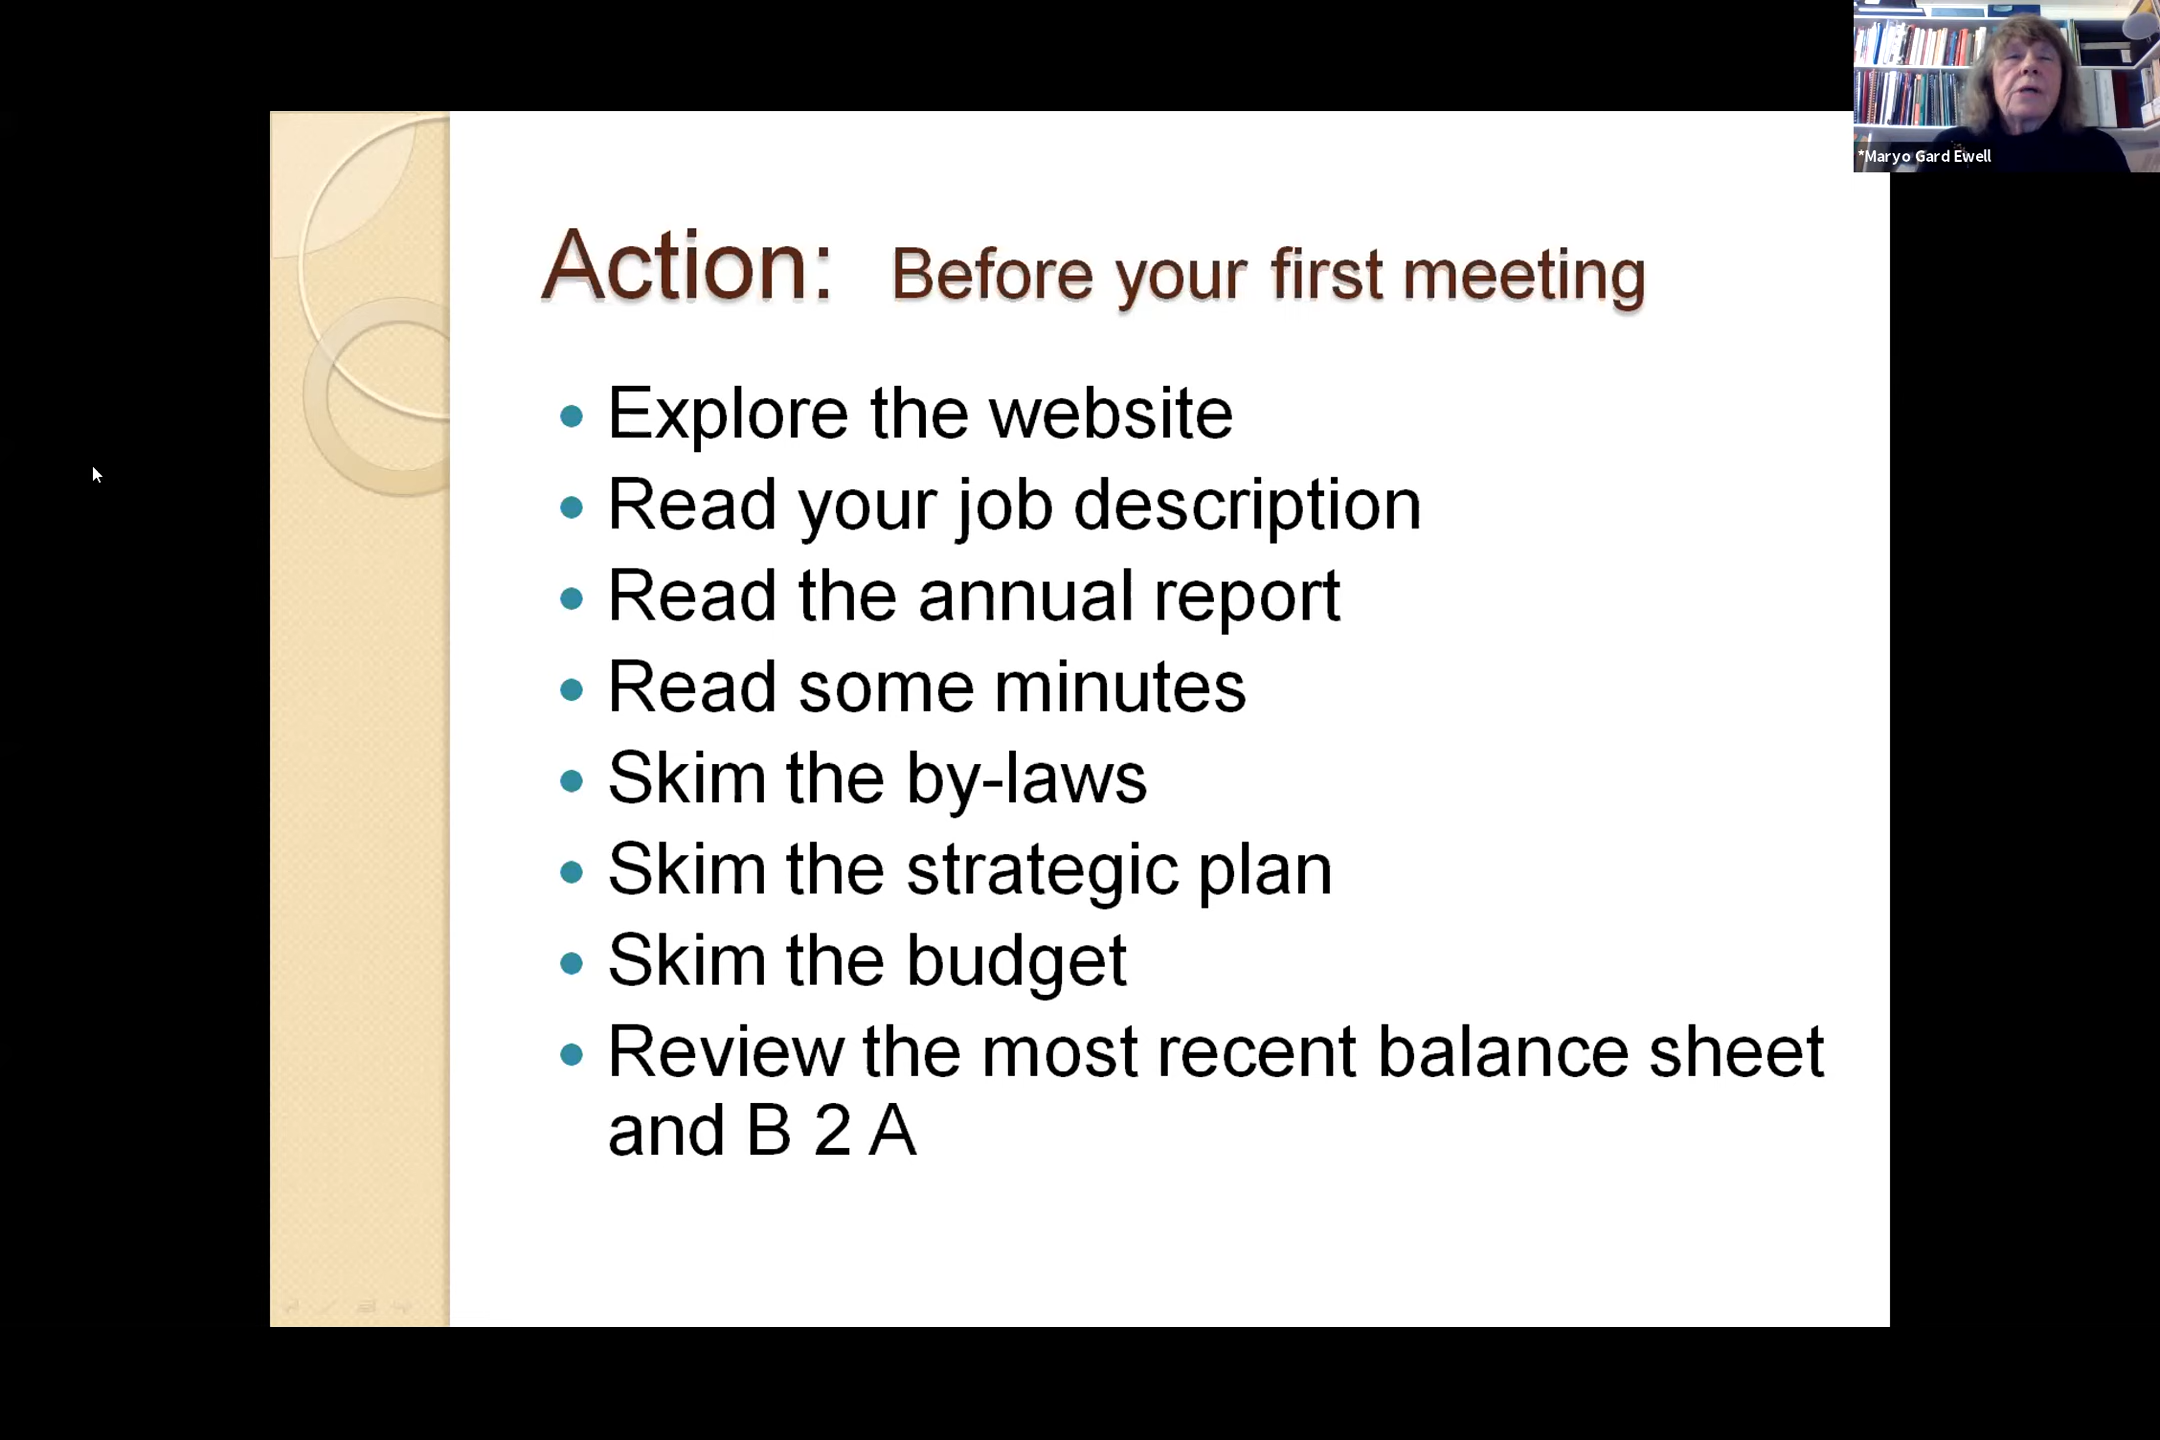 *Maryo Gard Ewell
Action: Before your first meeting
• Explore the website
• Read your job description
• Read the annual report
• Read some minutes
• Skim the by-laws
• Skim the strategic plan
• Skim the budget
• Review the most recent balance sheet
and B 2 A